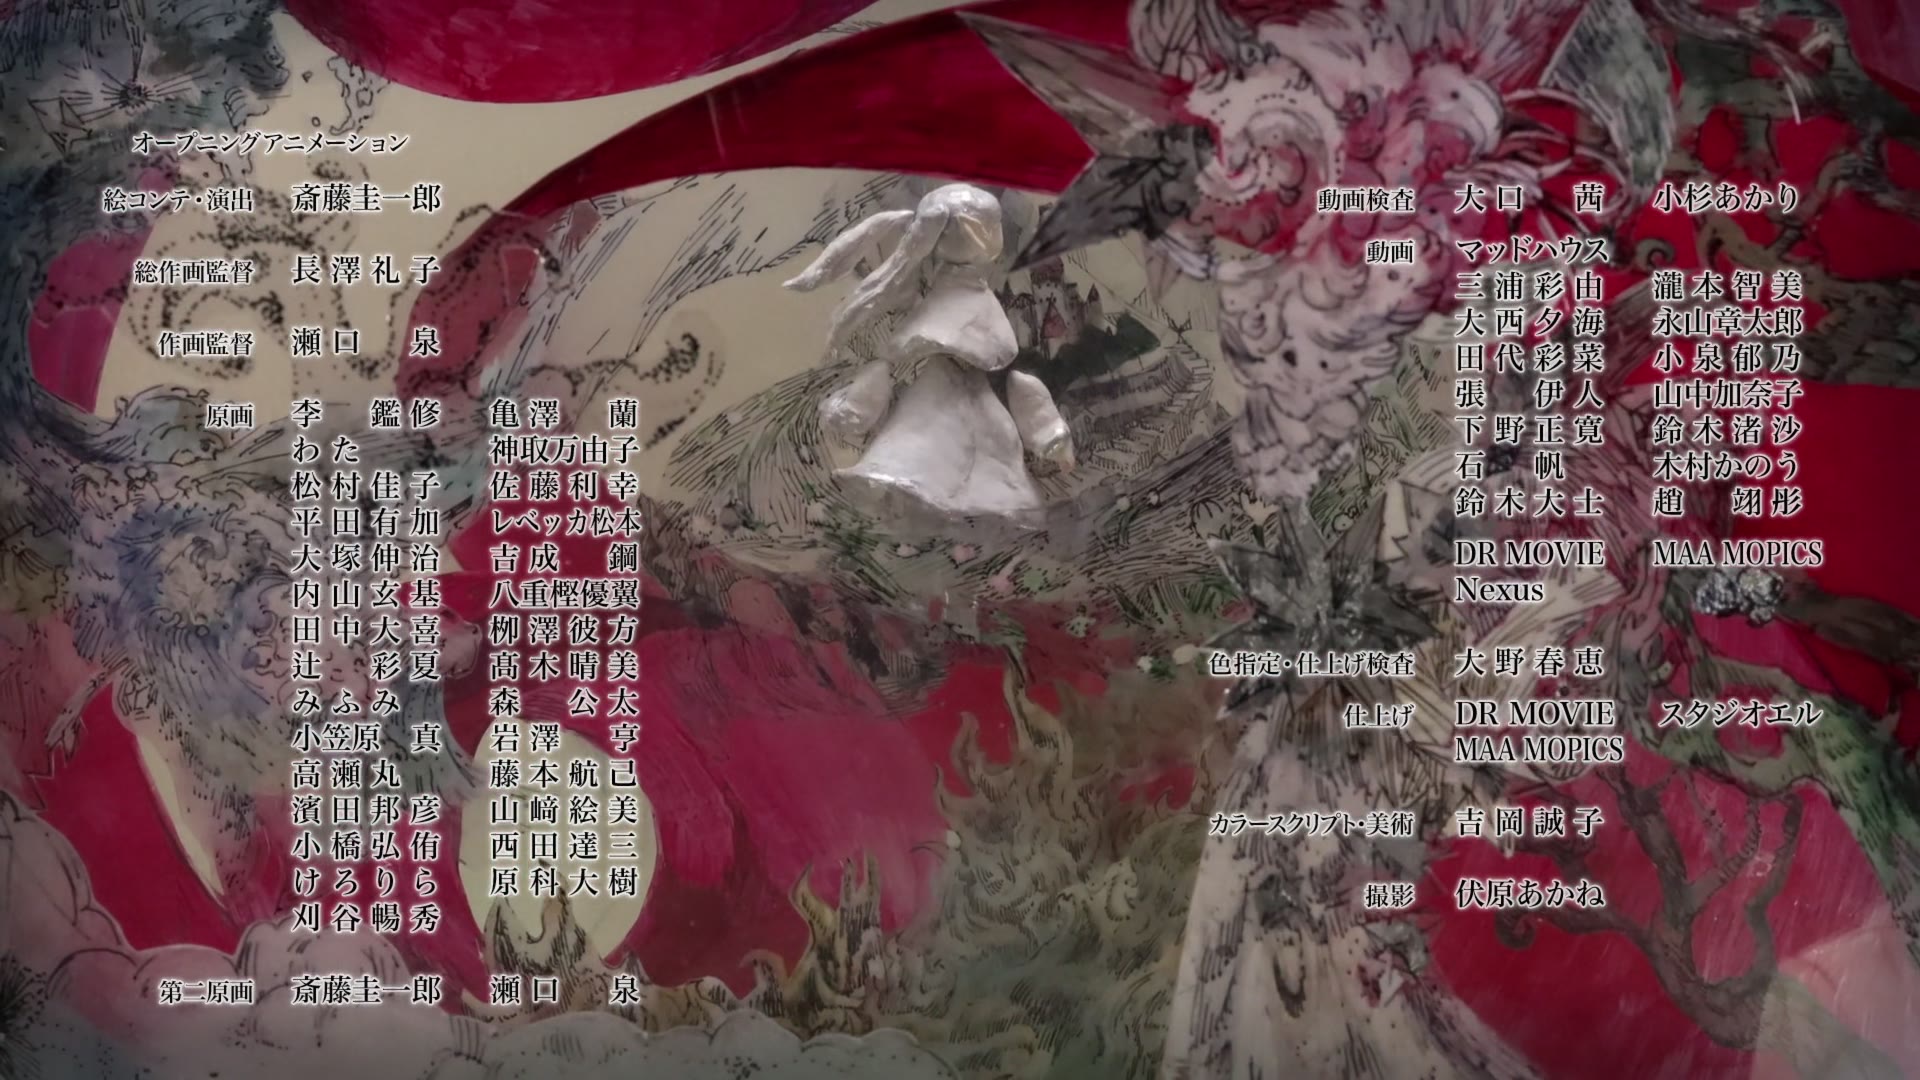 オープニングアニメーション
絵コンテ・演出 斎藤圭一郎
総作画監督 長澤礼子
作画監督 瀬口 泉
原画 李 鑑修 亀澤 蘭
わた 神取万由子
松村佳子 佐藤利幸
平田有加 レベッカ松本
大塚伸治 吉成 鋼
内山玄基 八重樫優翼
田中大喜 栁澤彼方
辻 彩夏 髙木晴美
みふみ 森 公太
小笠原 真 岩澤 亨
高瀬丸 藤本航己
濱田邦彦 山﨑絵美
小橋弘侑 西田達三
けろりら 原科大樹
刈谷暢秀
第二原画 斎藤圭一郎 瀬口 泉
動画検査 大口 茜 小杉あかり
動画 マッドハウス
三浦彩由 瀧本智美
大西夕海 永山章太郎
田代彩菜 小泉郁乃
張 伊人 山中加奈子
下野正寛 鈴木渚沙
石 帆 木村かのう
鈴木大士 趙 翊彤
DR MOVIE MAA MOPICS
Nexus
色指定・仕上げ検査 大野春恵
仕上げ DR MOVIE スタジオエル
MAA MOPICS
カラースクリプト・美術 吉岡誠子
撮影 伏原あかね